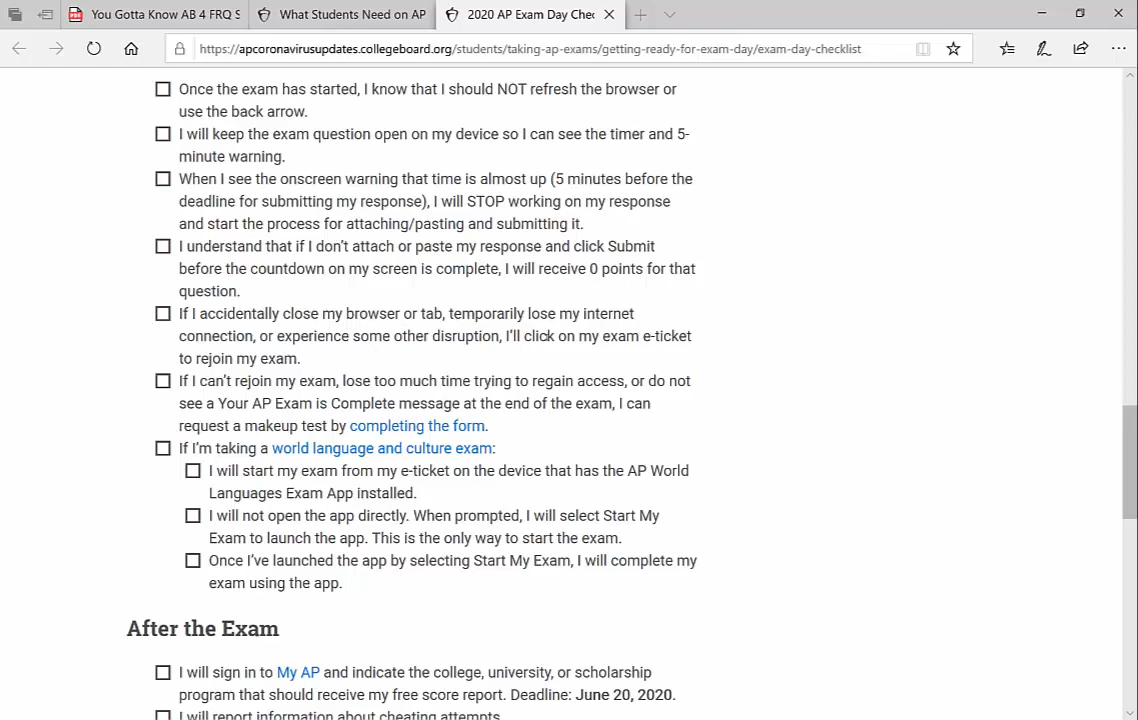 You Gotta Know AB 4 FRQ S
What Students Need on AP
2020 AP Exam Day Chec
https://apcoronavirusupdates.collegeboard.org/students/taking-ap-exams/getting-ready-for-exam-day/exam-day-checklist
Once the exam has started, I know that I should NOT refresh the browser or
use the back arrow.
I will keep the exam question open on my device so I can see the timer and 5-
minute warning.
When I see the onscreen warning that time is almost up (5 minutes before the
deadline for submitting my response), I will STOP working on my response
and start the process for attaching/pasting and submitting it.
I understand that if I don't attach or paste my response and click Submit
before the countdown on my screen is complete, I will receive 0 points for that
question.
If I accidentally close my browser or tab, temporarily lose my internet
connection, or experience some other disruption, I'll click on my exam e-ticket
to rejoin my exam.
If I can't rejoin my exam, lose too much time trying to regain access, or do not
see a Your AP Exam is Complete message at the end of the exam, I can
request a makeup test by completing the form.
If I'm taking a world language and culture exam:
I will start my exam from my e-ticket on the device that has the AP World
Languages Exam App installed.
I will not open the app directly. When prompted, I will select Start My
Exam to launch the app. This is the only way to start the exam.
Once I've launched the app by selecting Start My Exam, I will complete my
exam using the app.
After the Exam
I will sign in to My AP and indicate the college, university, or scholarship
program that should receive my free score report. Deadline: June 20, 2020.
I will report information about cheating attempts.